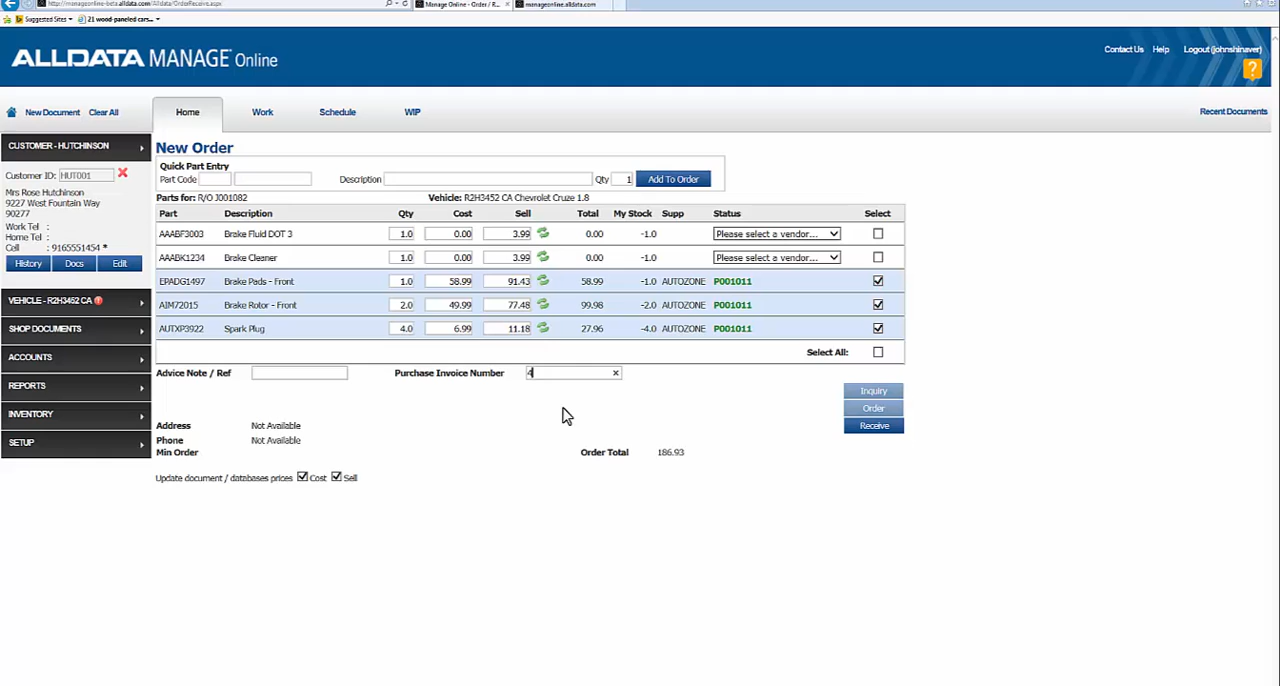 http://manageonline-beta.alldata.com/Alldata/OrderReceive.aspx
Manage Online - Order / R...
manageonline.alldata.com
Suggested Sites
21 wood-paneled cars...
ALLDATA MANAGE Online
Contact Us Help Logout (johnshinaver)
?
New Document Clear All
Home Work Schedule WIP
Recent Documents
CUSTOMER - HUTCHINSON
Customer ID: HUT001
Mrs Rose Hutchinson
9227 West Fountain Way
90277
Work Tel :
Home Tel :
Cell : 9165551454 *
History Docs Edit
VEHICLE - R2H3452 CA
SHOP DOCUMENTS
ACCOUNTS
REPORTS
INVENTORY
SETUP
New Order
Quick Part Entry
Part Code Description Qty 1 Add To Order
Parts for: R/O J001082 Vehicle: R2H3452 CA Chevrolet Cruze 1.8
Part Description Qty Cost Sell Total My Stock Supp Status Select
AAABF3003 Brake Fluid DOT 3 1.0 0.00 3.99 0.00 -1.0 Please select a vendor...
AAABK1234 Brake Cleaner 1.0 0.00 3.99 0.00 -1.0 Please select a vendor...
EPADG1497 Brake Pads - Front 1.0 58.99 91.43 58.99 -1.0 AUTOZONE P001011
AIM72015 Brake Rotor - Front 2.0 49.99 77.48 99.98 -2.0 AUTOZONE P001011
AUTXP3922 Spark Plug 4.0 6.99 11.18 27.96 -4.0 AUTOZONE P001011
Select All:
Advice Note / Ref Purchase Invoice Number 4
Inquiry
Order
Receive
Address Not Available
Phone Not Available
Min Order Order Total 186.93
Update document / databases prices Cost Sell